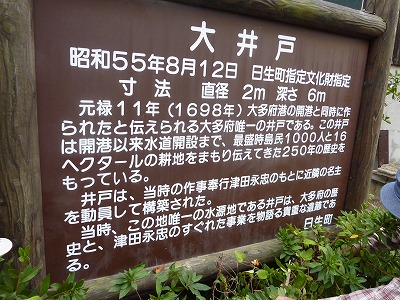 大井戸
昭和55年8月12日 日生町指定文化財指定
寸法 直径 2m 深さ 6m
元禄11年(1698年)大多府港の開港と同時に作
られたと伝えられる大多府唯一の井戸である。この井戸
は開港以来水道開設まで、最盛時島民1000人と16
ヘクタールの耕地をまもり伝えてきた250年の歴史を
もっている。
井戸は、当時の作事奉行津田永忠のもとに近隣の名主
を動員して構築された。
当時、この地唯一の水源地である井戸は、大多府の歴
史と、津田永忠のすぐれた事業を物語る貴重な遺跡であ
る。
日生町